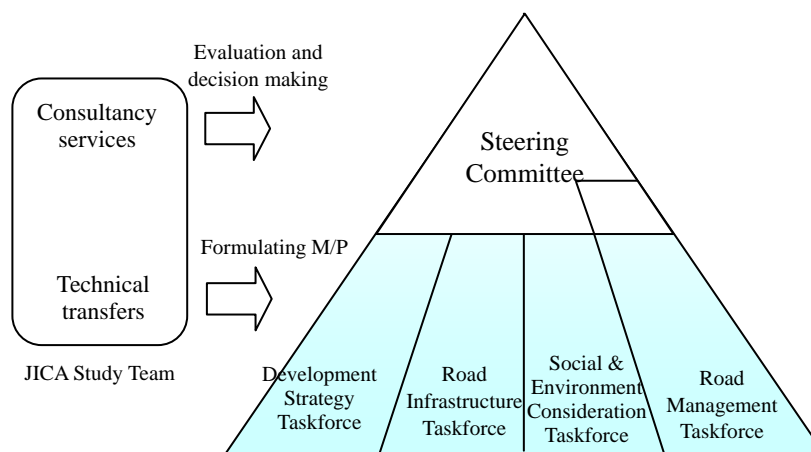 Evaluation and
decision making
Consultancy
services
Steering
Committee
Formulating M/P
Technical
transfers
JICA Study Team
Development
Strategy
Taskforce
Road
Infrastructure
Taskforce
Social &
Environment
Consideration
Taskforce
Road
Management
Taskforce